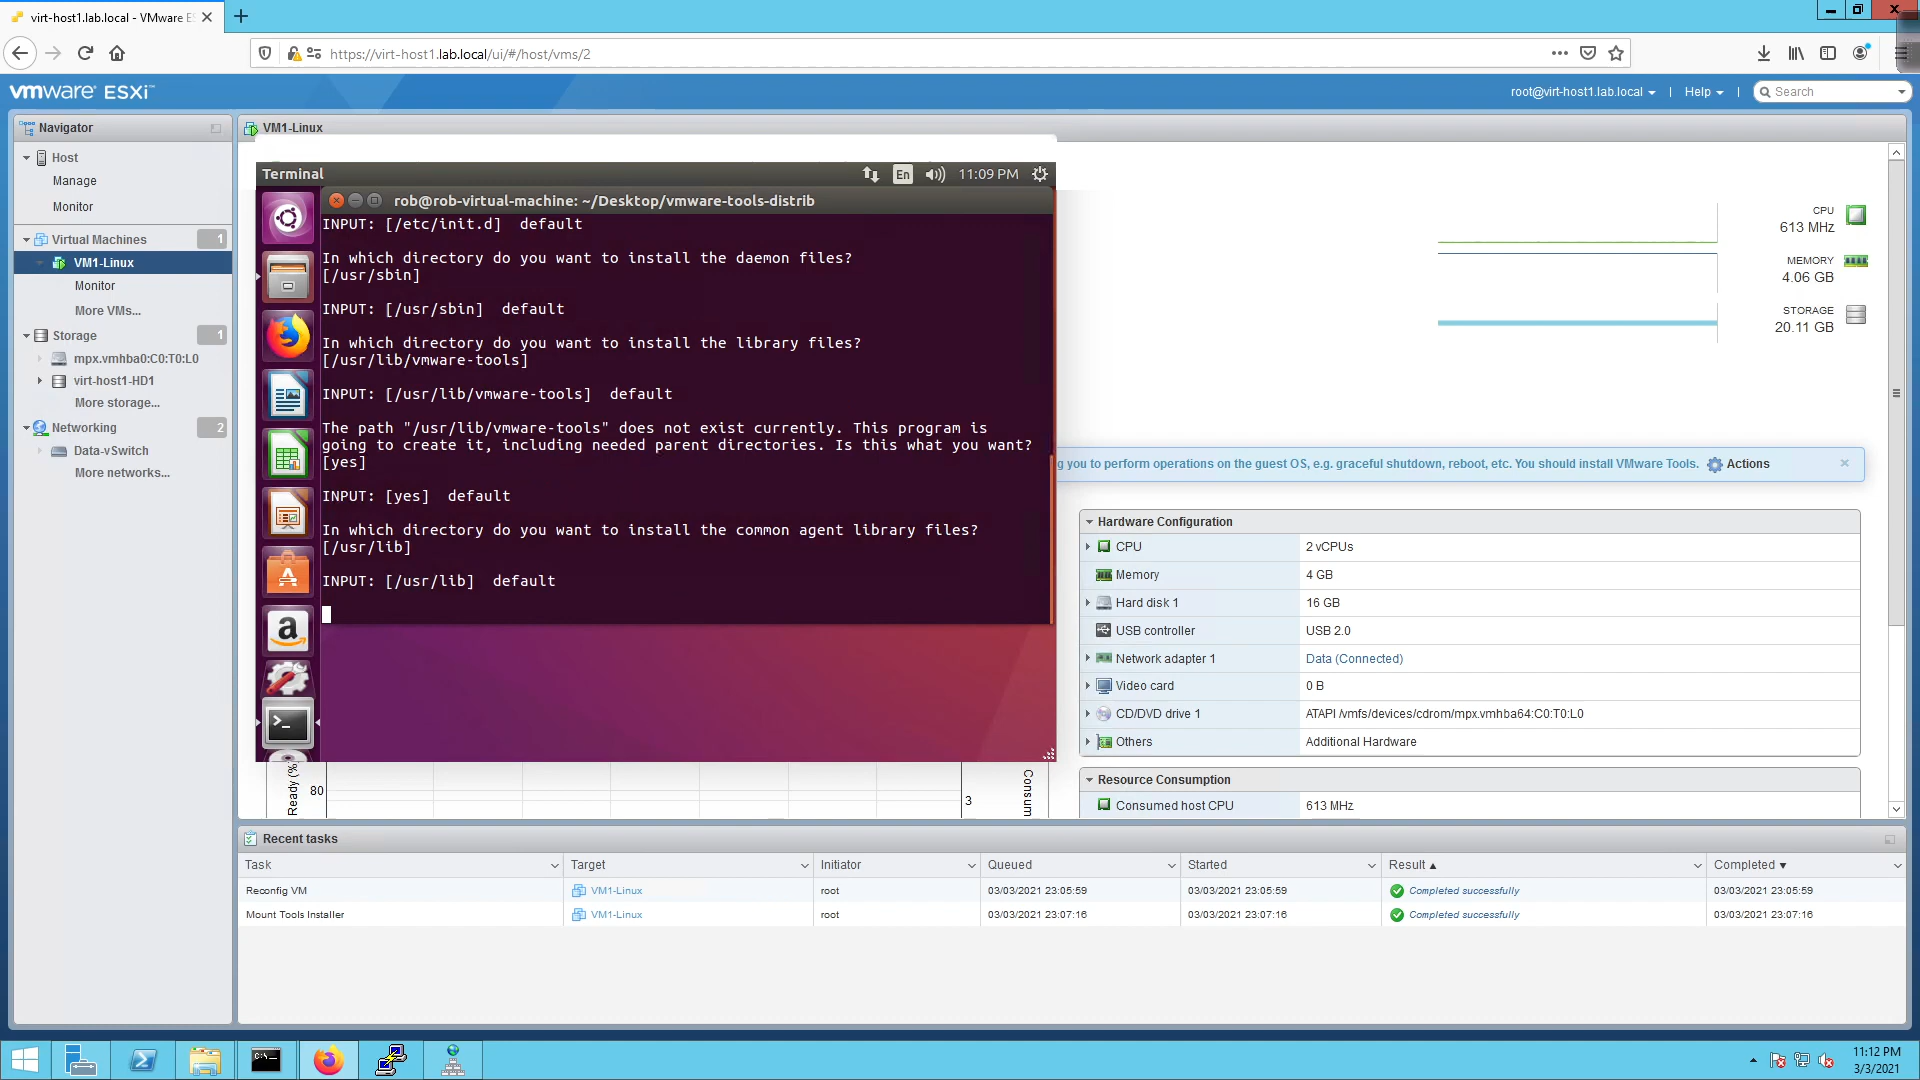 virt-host1.lab.local - VMware E
https://virt-host1.lab.local/ui/#/host/vms/2
vmware ESXi
root@virt-host1.lab.local
Help
Search
Navigator
Host
Manage
Monitor
Virtual Machines
1
VM1-Linux
Monitor
More VMs...
Storage
1
mpx.vmhba0:C0:T0:L0
virt-host1-HD1
More storage...
Networking
2
Data-vSwitch
More networks...
VM1-Linux
Terminal
En
11:09 PM
rob@rob-virtual-machine: ~/Desktop/vmware-tools-distrib
INPUT: [/etc/init.d]  default
In which directory do you want to install the daemon files?
[/usr/sbin]
INPUT: [/usr/sbin]  default
In which directory do you want to install the library files?
[/usr/lib/vmware-tools]
INPUT: [/usr/lib/vmware-tools]  default
The path "/usr/lib/vmware-tools" does not exist currently. This program is
going to create it, including needed parent directories. Is this what you want?
[yes]
INPUT: [yes]  default
In which directory do you want to install the common agent library files?
[/usr/lib]
INPUT: [/usr/lib]  default
CPU
613 MHz
MEMORY
4.06 GB
STORAGE
20.11 GB
g you to perform operations on the guest OS, e.g. graceful shutdown, reboot, etc. You should install VMware Tools.
Actions
Hardware Configuration
CPU 2 vCPUs
Memory 4 GB
Hard disk 1 16 GB
USB controller USB 2.0
Network adapter 1 Data (Connected)
Video card 0 B
CD/DVD drive 1 ATAPI /vmfs/devices/cdrom/mpx.vmhba64:C0:T0:L0
Others Additional Hardware
Resource Consumption
Consumed host CPU 613 MHz
Ready (%)
80
3
Consum
Recent tasks
Task Target Initiator Queued Started Result Completed
Reconfig VM VM1-Linux root 03/03/2021 23:05:59 03/03/2021 23:05:59 Completed successfully 03/03/2021 23:05:59
Mount Tools Installer VM1-Linux root 03/03/2021 23:07:16 03/03/2021 23:07:16 Completed successfully 03/03/2021 23:07:16
11:12 PM
3/3/2021